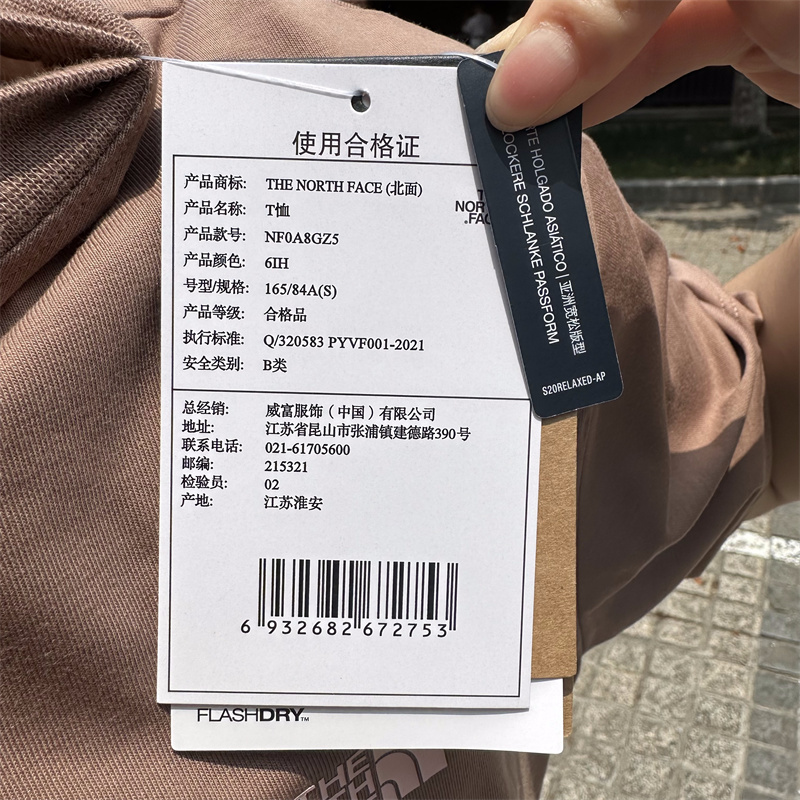 使用合格证
产品商标: THE NORTH FACE (北面)
产品名称: T恤
产品款号: NF0A8GZ5
产品颜色: 6IH
号型/规格: 165/84A(S)
产品等级: 合格品
执行标准: Q/320583 PYVF001-2021
安全类别: B类
总经销: 威富服饰（中国）有限公司
地址: 江苏省昆山市张浦镇建德路390号
联系电话: 021-61705600
邮编: 215321
检验员: 02
产地: 江苏淮安
6 932682 672753
HOLGADO ASIÁTICO | 亚洲宽松版型
SCHLANKE PASSFORM
S20RELAXED-AP
FLASHDRY™
THE